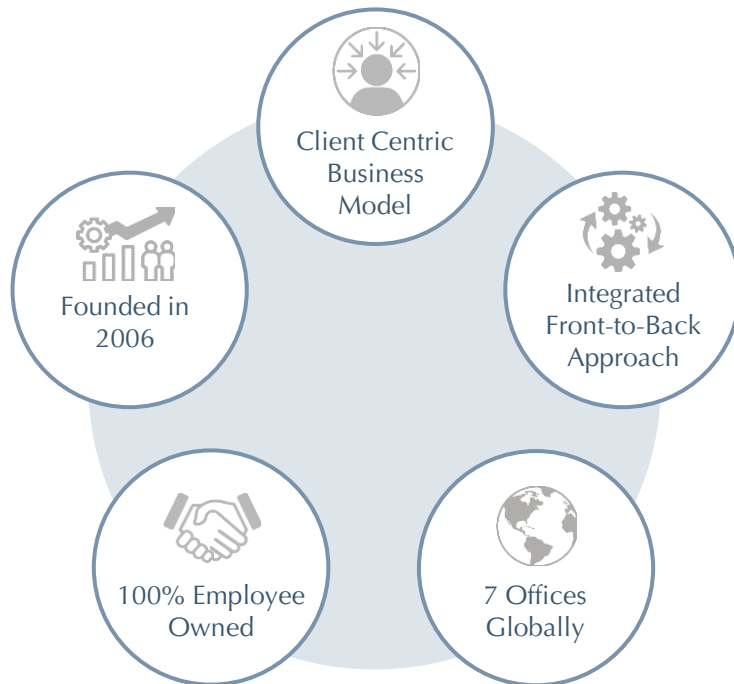 Client Centric
Business
Model
Founded in
2006
Integrated
Front-to-Back
Approach
100% Employee
Owned
7 Offices
Globally